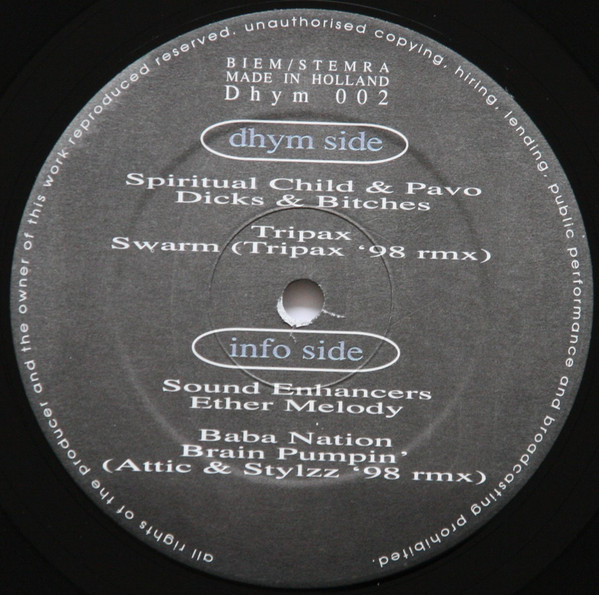 BIEM/STEMRA
MADE IN HOLLAND
Dhym 002
dhym side
Spiritual Child & Pavo
Dicks & Bitches
Tripax
Swarm (Tripax ‘98 rmx)
info side
Sound Enhancers
Ether Melody
Baba Nation
Brain Pumpin’
(Attic & Stylzz ‘98 rmx)
all rights of the producer and the owner of this work reproduced reserved, unauthorised copying, hiring, lending, public performance and broadcasting prohibited.